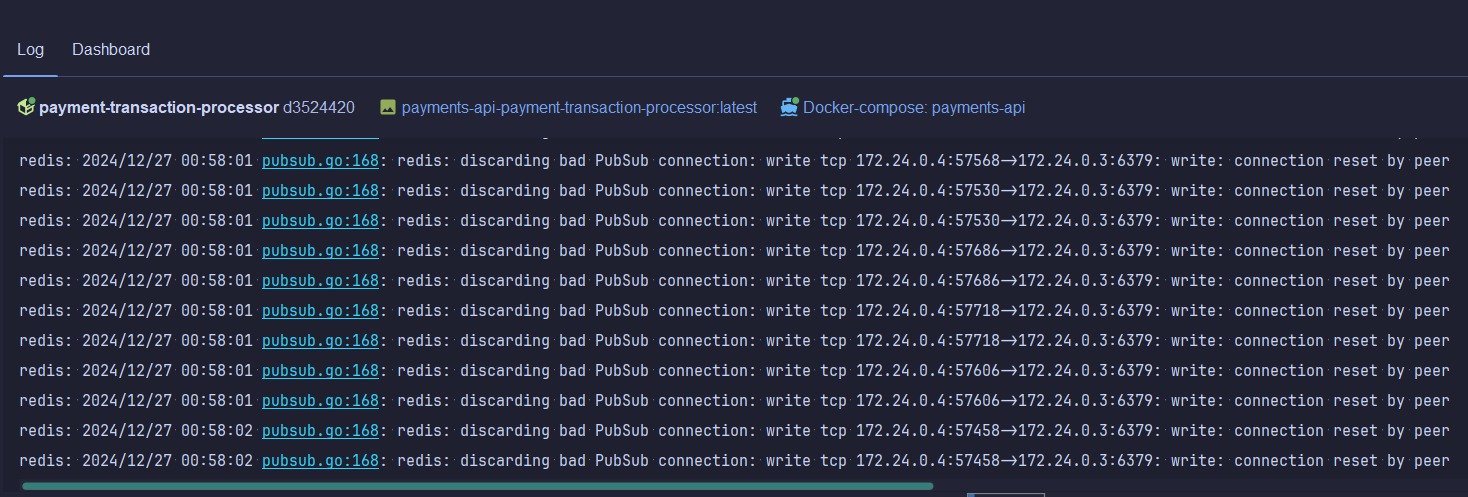 Log Dashboard
payment-transaction-processor d3524420 payments-api-payment-transaction-processor:latest Docker-compose: payments-api
redis: 2024/12/27 00:58:01 pubsub.go:168: redis: discarding bad PubSub connection: write tcp 172.24.0.4:57568→172.24.0.3:6379: write: connection reset by peer
redis: 2024/12/27 00:58:01 pubsub.go:168: redis: discarding bad PubSub connection: write tcp 172.24.0.4:57530→172.24.0.3:6379: write: connection reset by peer
redis: 2024/12/27 00:58:01 pubsub.go:168: redis: discarding bad PubSub connection: write tcp 172.24.0.4:57530→172.24.0.3:6379: write: connection reset by peer
redis: 2024/12/27 00:58:01 pubsub.go:168: redis: discarding bad PubSub connection: write tcp 172.24.0.4:57686→172.24.0.3:6379: write: connection reset by peer
redis: 2024/12/27 00:58:01 pubsub.go:168: redis: discarding bad PubSub connection: write tcp 172.24.0.4:57686→172.24.0.3:6379: write: connection reset by peer
redis: 2024/12/27 00:58:01 pubsub.go:168: redis: discarding bad PubSub connection: write tcp 172.24.0.4:57718→172.24.0.3:6379: write: connection reset by peer
redis: 2024/12/27 00:58:01 pubsub.go:168: redis: discarding bad PubSub connection: write tcp 172.24.0.4:57718→172.24.0.3:6379: write: connection reset by peer
redis: 2024/12/27 00:58:01 pubsub.go:168: redis: discarding bad PubSub connection: write tcp 172.24.0.4:57606→172.24.0.3:6379: write: connection reset by peer
redis: 2024/12/27 00:58:01 pubsub.go:168: redis: discarding bad PubSub connection: write tcp 172.24.0.4:57606→172.24.0.3:6379: write: connection reset by peer
redis: 2024/12/27 00:58:02 pubsub.go:168: redis: discarding bad PubSub connection: write tcp 172.24.0.4:57458→172.24.0.3:6379: write: connection reset by peer
redis: 2024/12/27 00:58:02 pubsub.go:168: redis: discarding bad PubSub connection: write tcp 172.24.0.4:57458→172.24.0.3:6379: write: connection reset by peer